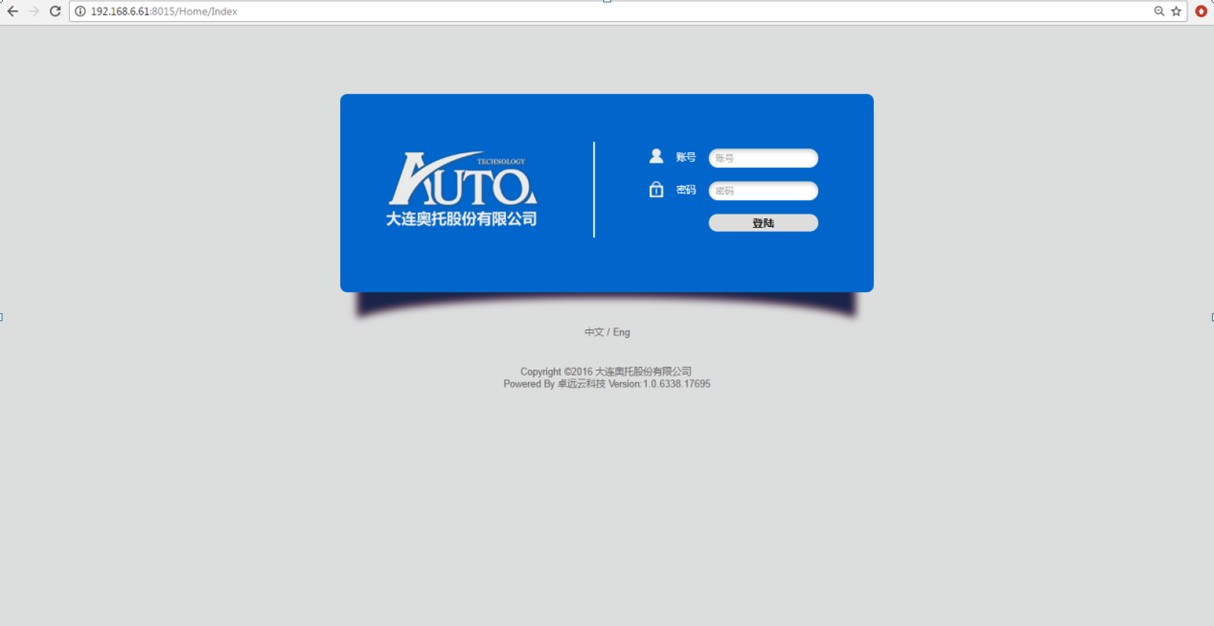 192.168.6.61:8015/Home/Index
TECHNOLOGY
AUTO
大连奥托股份有限公司
账号
账号
密码
密码
登陆
中文 / Eng
Copyright ©2016 大连奥托股份有限公司
Powered By 卓远云科技 Version:1.0.6338.17695